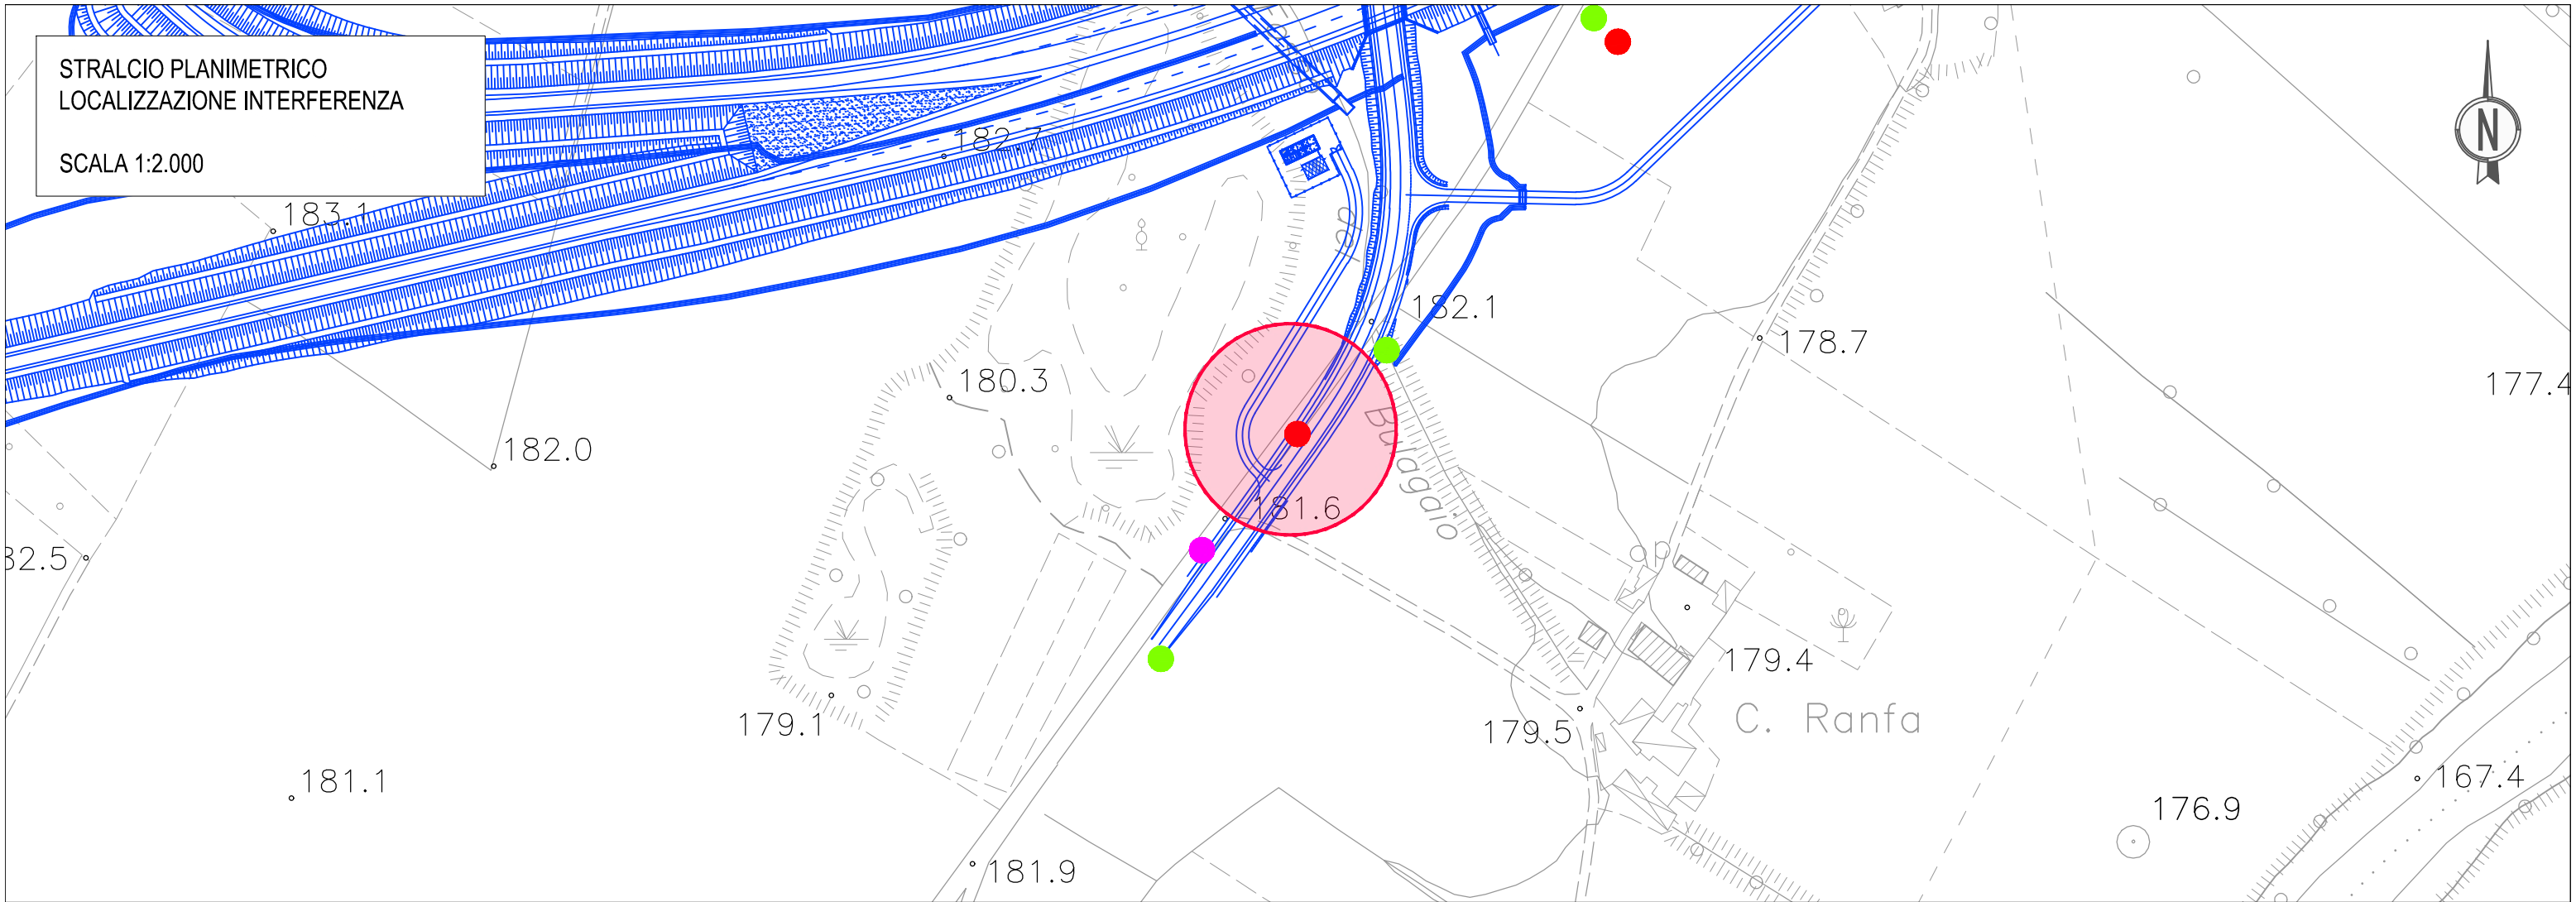 STRALCIO PLANIMETRICO
LOCALIZZAZIONE INTERFERENZA
SCALA 1:2.000
N
182.7
183.1
del
182.1
178.7
180.3
177.4
Bulaggio
182.0
181.6
32.5
179.4
C. Ranfa
179.1
179.5
181.1
167.4
176.9
181.9